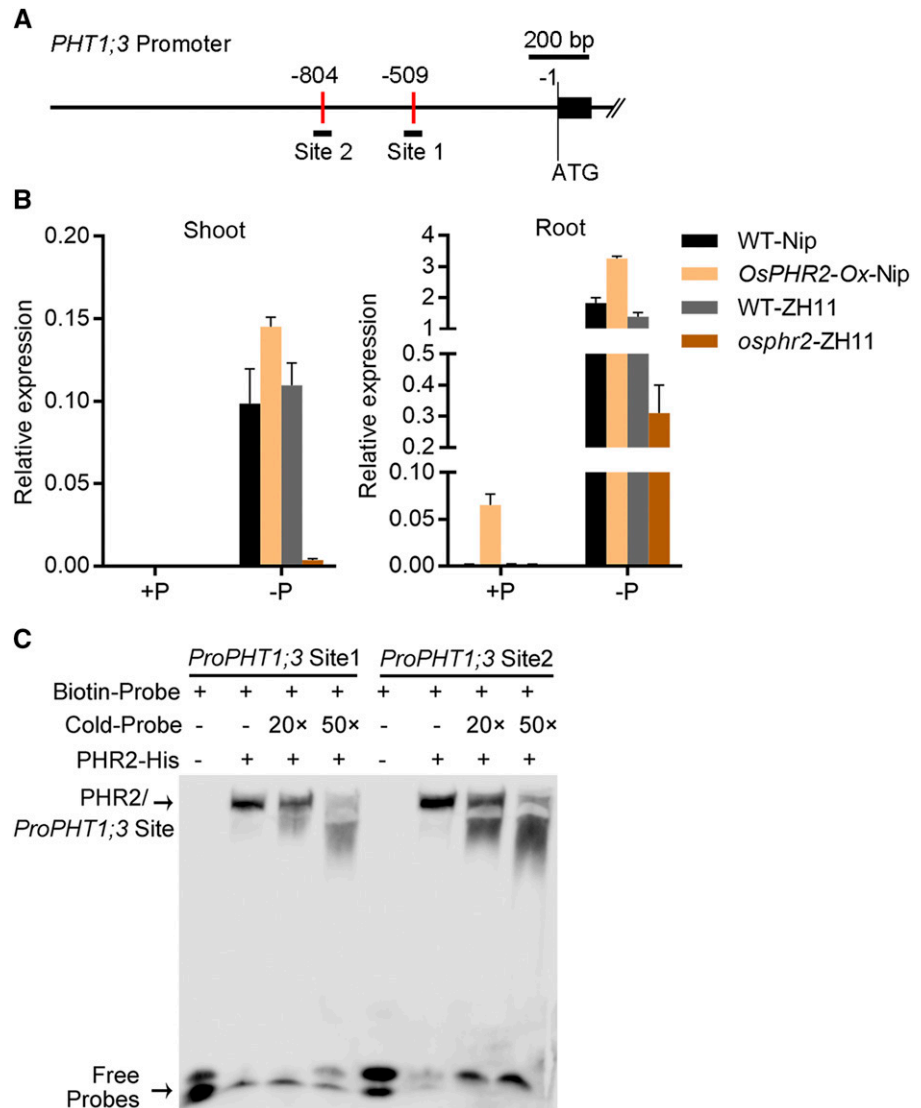 A
PHT1;3 Promoter
200 bp
-804
-509
-1
Site 2
Site 1
ATG
B
Shoot
Relative expression
0.20
0.15
0.10
0.05
0.00
+P
-P
Root
Relative expression
4
3
2
1
0.5
0.4
0.3
0.2
0.10
0.05
0.00
+P
-P
WT-Nip
OsPHR2-Ox-Nip
WT-ZH11
osphr2-ZH11
C
ProPHT1;3 Site1 ProPHT1;3 Site2
Biotin-Probe + + + + + + + +
Cold-Probe - - 20× 50× - - 20× 50×
PHR2-His - + + + - + + +
PHR2/ →
ProPHT1;3 Site
Free
Probes →